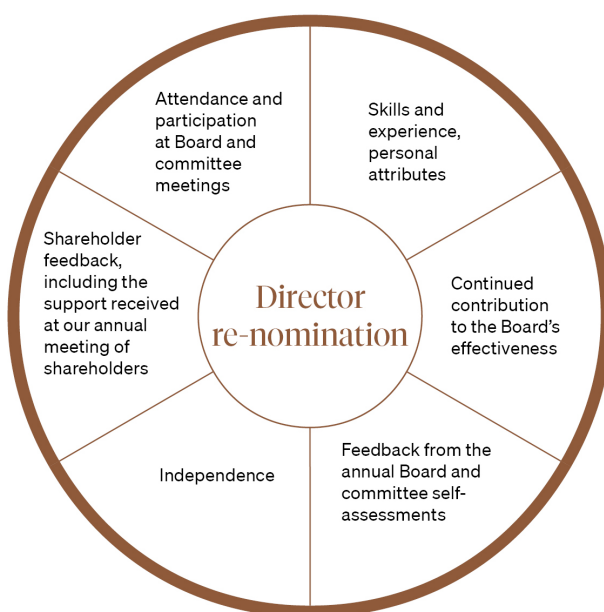 Attendance and
participation
at Board and
committee
meetings
Skills and
experience,
personal
attributes
Shareholder
feedback,
including the
support received
at our annual
meeting of
shareholders
Director
re-nomination
Continued
contribution
to the Board’s
effectiveness
Independence
Feedback from the
annual Board and
committee self-
assessments